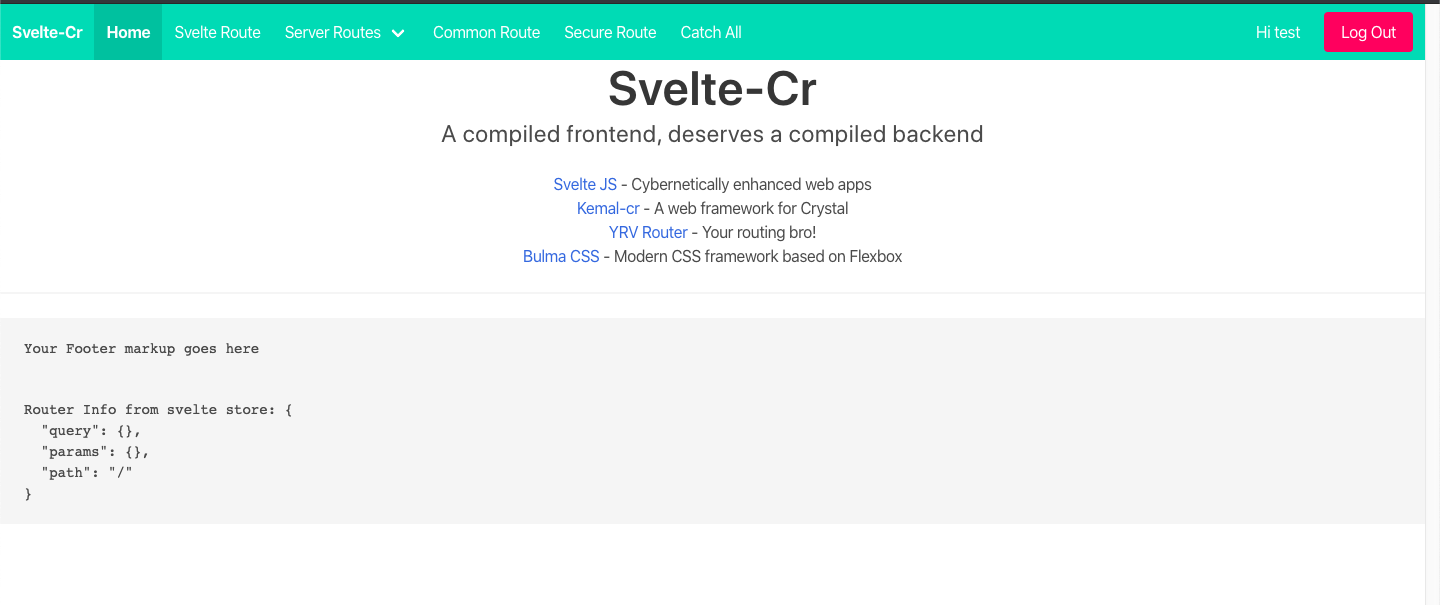 Svelte-Cr Home Svelte Route Server Routes Common Route Secure Route Catch All Hi test Log Out
Svelte-Cr
A compiled frontend, deserves a compiled backend
Svelte JS - Cybernetically enhanced web apps
Kemal-cr - A web framework for Crystal
YRV Router - Your routing bro!
Bulma CSS - Modern CSS framework based on Flexbox
Your Footer markup goes here
Router Info from svelte store: {
  "query": {},
  "params": {},
  "path": "/"
}